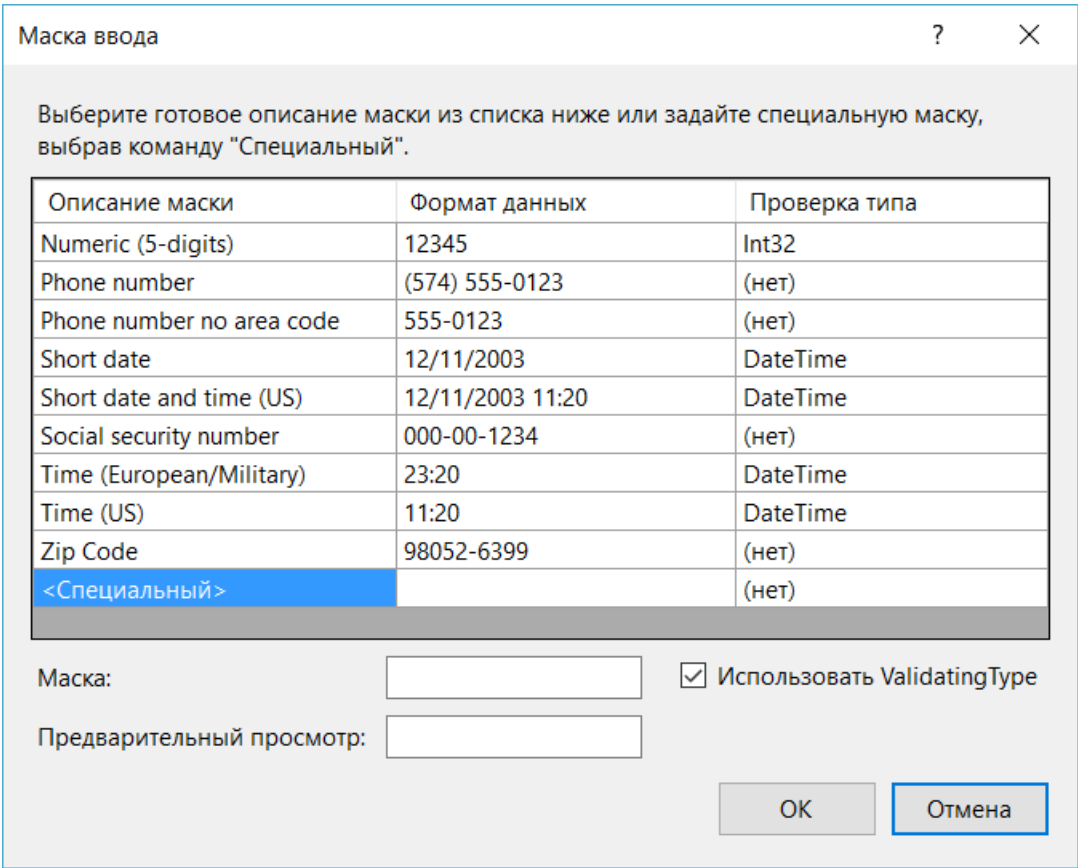 Маска ввода ?
Выберите готовое описание маски из списка ниже или задайте специальную маску,
выбрав команду "Специальный".
Описание маски Формат данных Проверка типа
Numeric (5-digits) 12345 Int32
Phone number (574) 555-0123 (нет)
Phone number no area code 555-0123 (нет)
Short date 12/11/2003 DateTime
Short date and time (US) 12/11/2003 11:20 DateTime
Social security number 000-00-1234 (нет)
Time (European/Military) 23:20 DateTime
Time (US) 11:20 DateTime
Zip Code 98052-6399 (нет)
<Специальный> (нет)
Маска: Использовать ValidatingType
Предварительный просмотр:
ОК Отмена